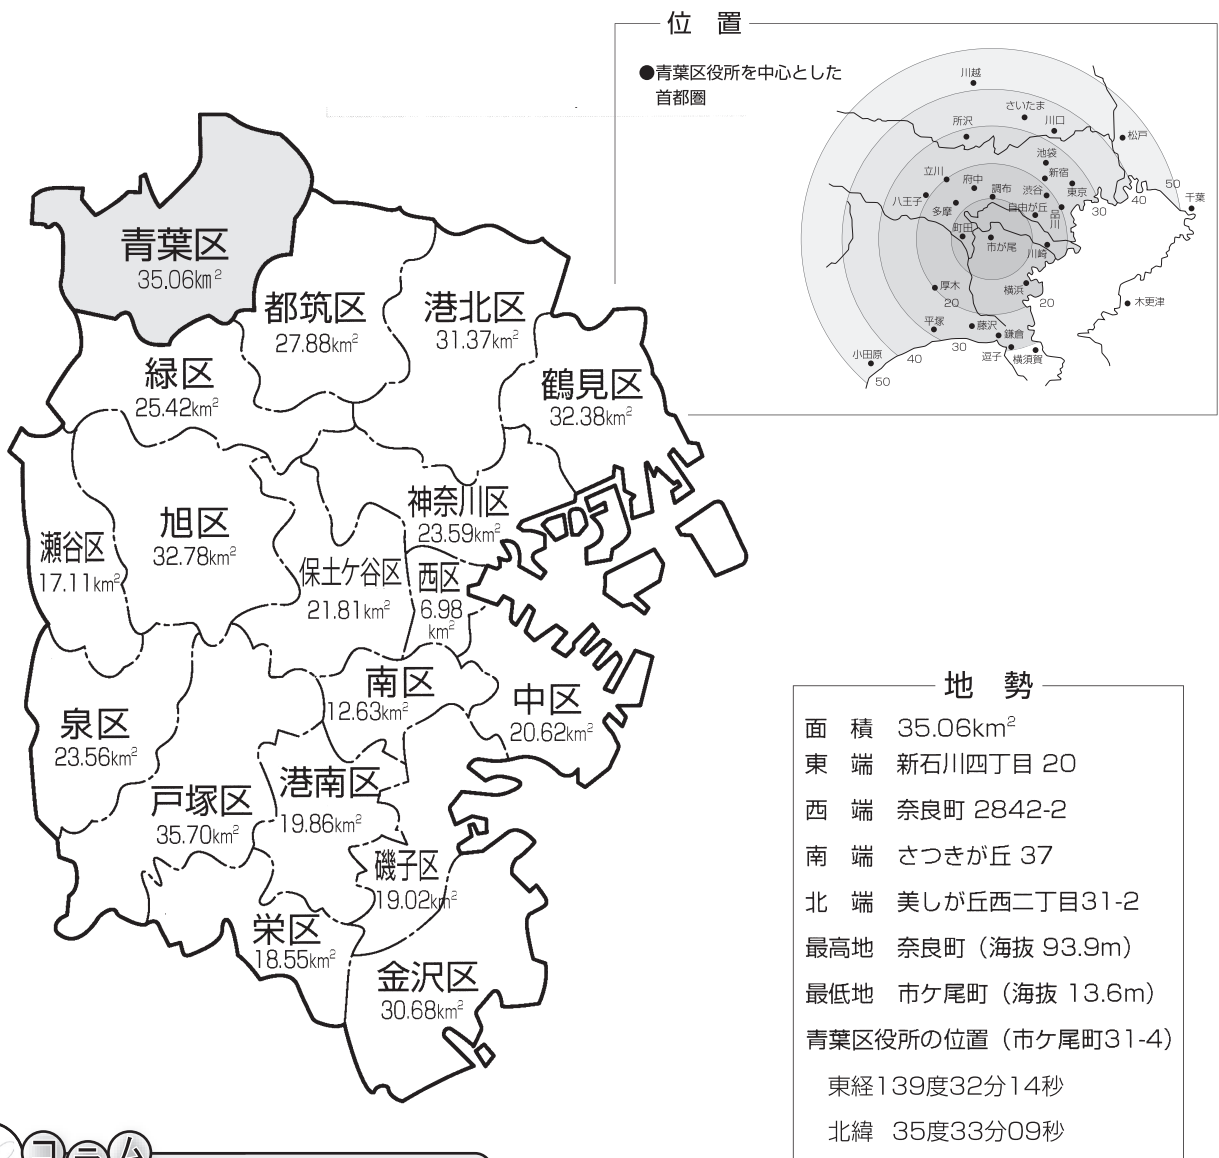 位 置
●青葉区役所を中心とした
首都圏
川越
さいたま
川口
所沢
松戸
池袋
新宿
東京
立川
府中
調布
渋谷
八王子
多摩
自由が丘
品川
町田
市が尾
川崎
千葉
厚木
横浜
木更津
平塚
藤沢
鎌倉
小田原
逗子
横須賀
20
20
30
30
40
40
50
50
青葉区
35.06km²
都筑区
27.88km²
港北区
31.37km²
緑区
25.42km²
鶴見区
32.38km²
神奈川区
23.59km²
旭区
32.78km²
瀬谷区
17.11km²
保土ケ谷区
21.81km²
西区
6.98
km²
南区
12.63km²
中区
20.62km²
泉区
23.56km²
戸塚区
35.70km²
港南区
19.86km²
磯子区
19.02km²
栄区
18.55km²
金沢区
30.68km²
地 勢
面 積 35.06km²
東 端 新石川四丁目 20
西 端 奈良町 2842-2
南 端 さつきが丘 37
北 端 美しが丘西二丁目31-2
最高地 奈良町（海抜 93.9m）
最低地 市ケ尾町（海抜 13.6m）
青葉区役所の位置（市ケ尾町31-4）
東経139度32分14秒
北緯 35度33分09秒
コラム